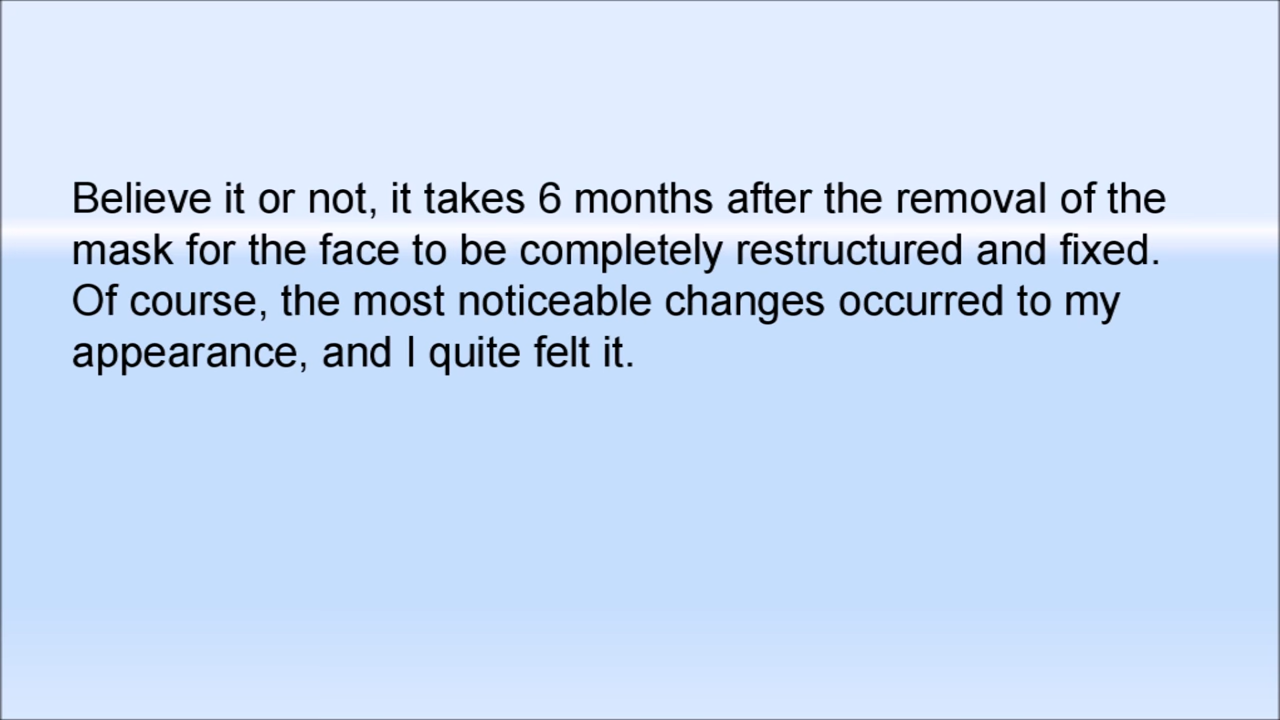 Believe it or not, it takes 6 months after the removal of the
mask for the face to be completely restructured and fixed.
Of course, the most noticeable changes occurred to my
appearance, and I quite felt it.